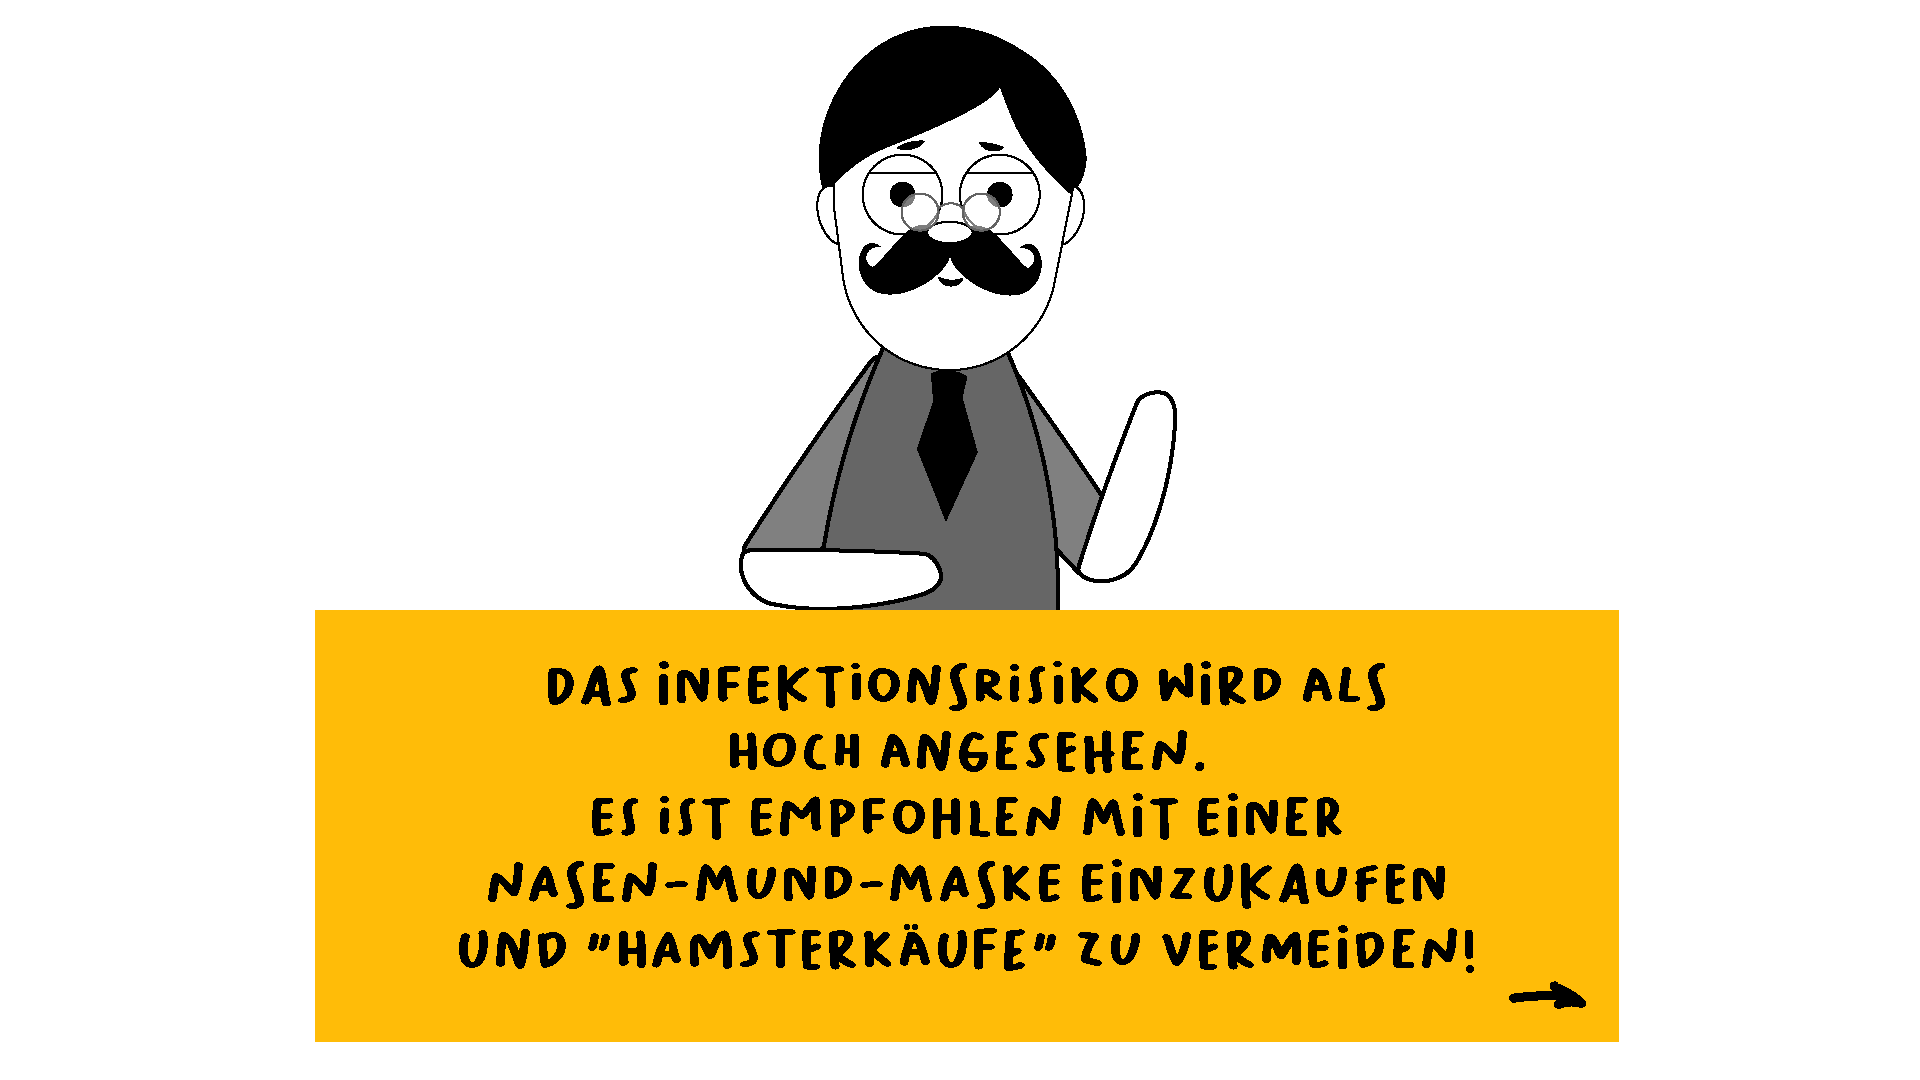 DAS INFEKTIONSRISIKO WIRD ALS
HOCH ANGESEHEN.
ES IST EMPFOHLEN MIT EINER
NASEN-MUND-MASKE EINZUKAUFEN
UND "HAMSTERKÄUFE" ZU VERMEIDEN!